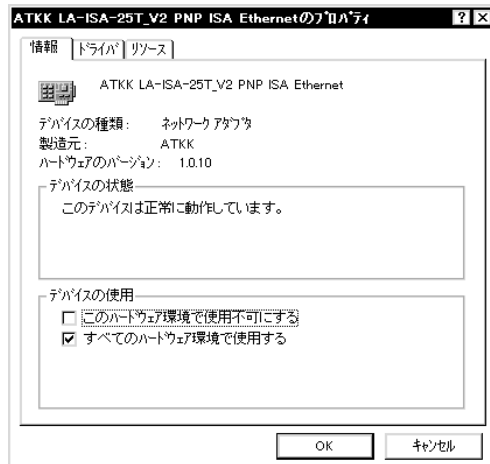 ATKK LA-ISA-25T_V2 PNP ISA Ethernetのﾌﾟﾛﾊﾟﾃｨ
情報 ﾄﾞﾗｲﾊﾞ ﾘｿｰｽ
ATKK LA-ISA-25T_V2 PNP ISA Ethernet
ﾃﾞﾊﾞｲｽの種類: ﾈｯﾄﾜｰｸ ｱﾀﾞﾌﾟﾀ
製造元: ATKK
ﾊｰﾄﾞｳｪｱのﾊﾞｰｼﾞｮﾝ: 1.0.10
ﾃﾞﾊﾞｲｽの状態
このﾃﾞﾊﾞｲｽは正常に動作しています。
ﾃﾞﾊﾞｲｽの使用
このﾊｰﾄﾞｳｪｱ環境で使用不可にする
すべてのﾊｰﾄﾞｳｪｱ環境で使用する
OK ｷｬﾝｾﾙ